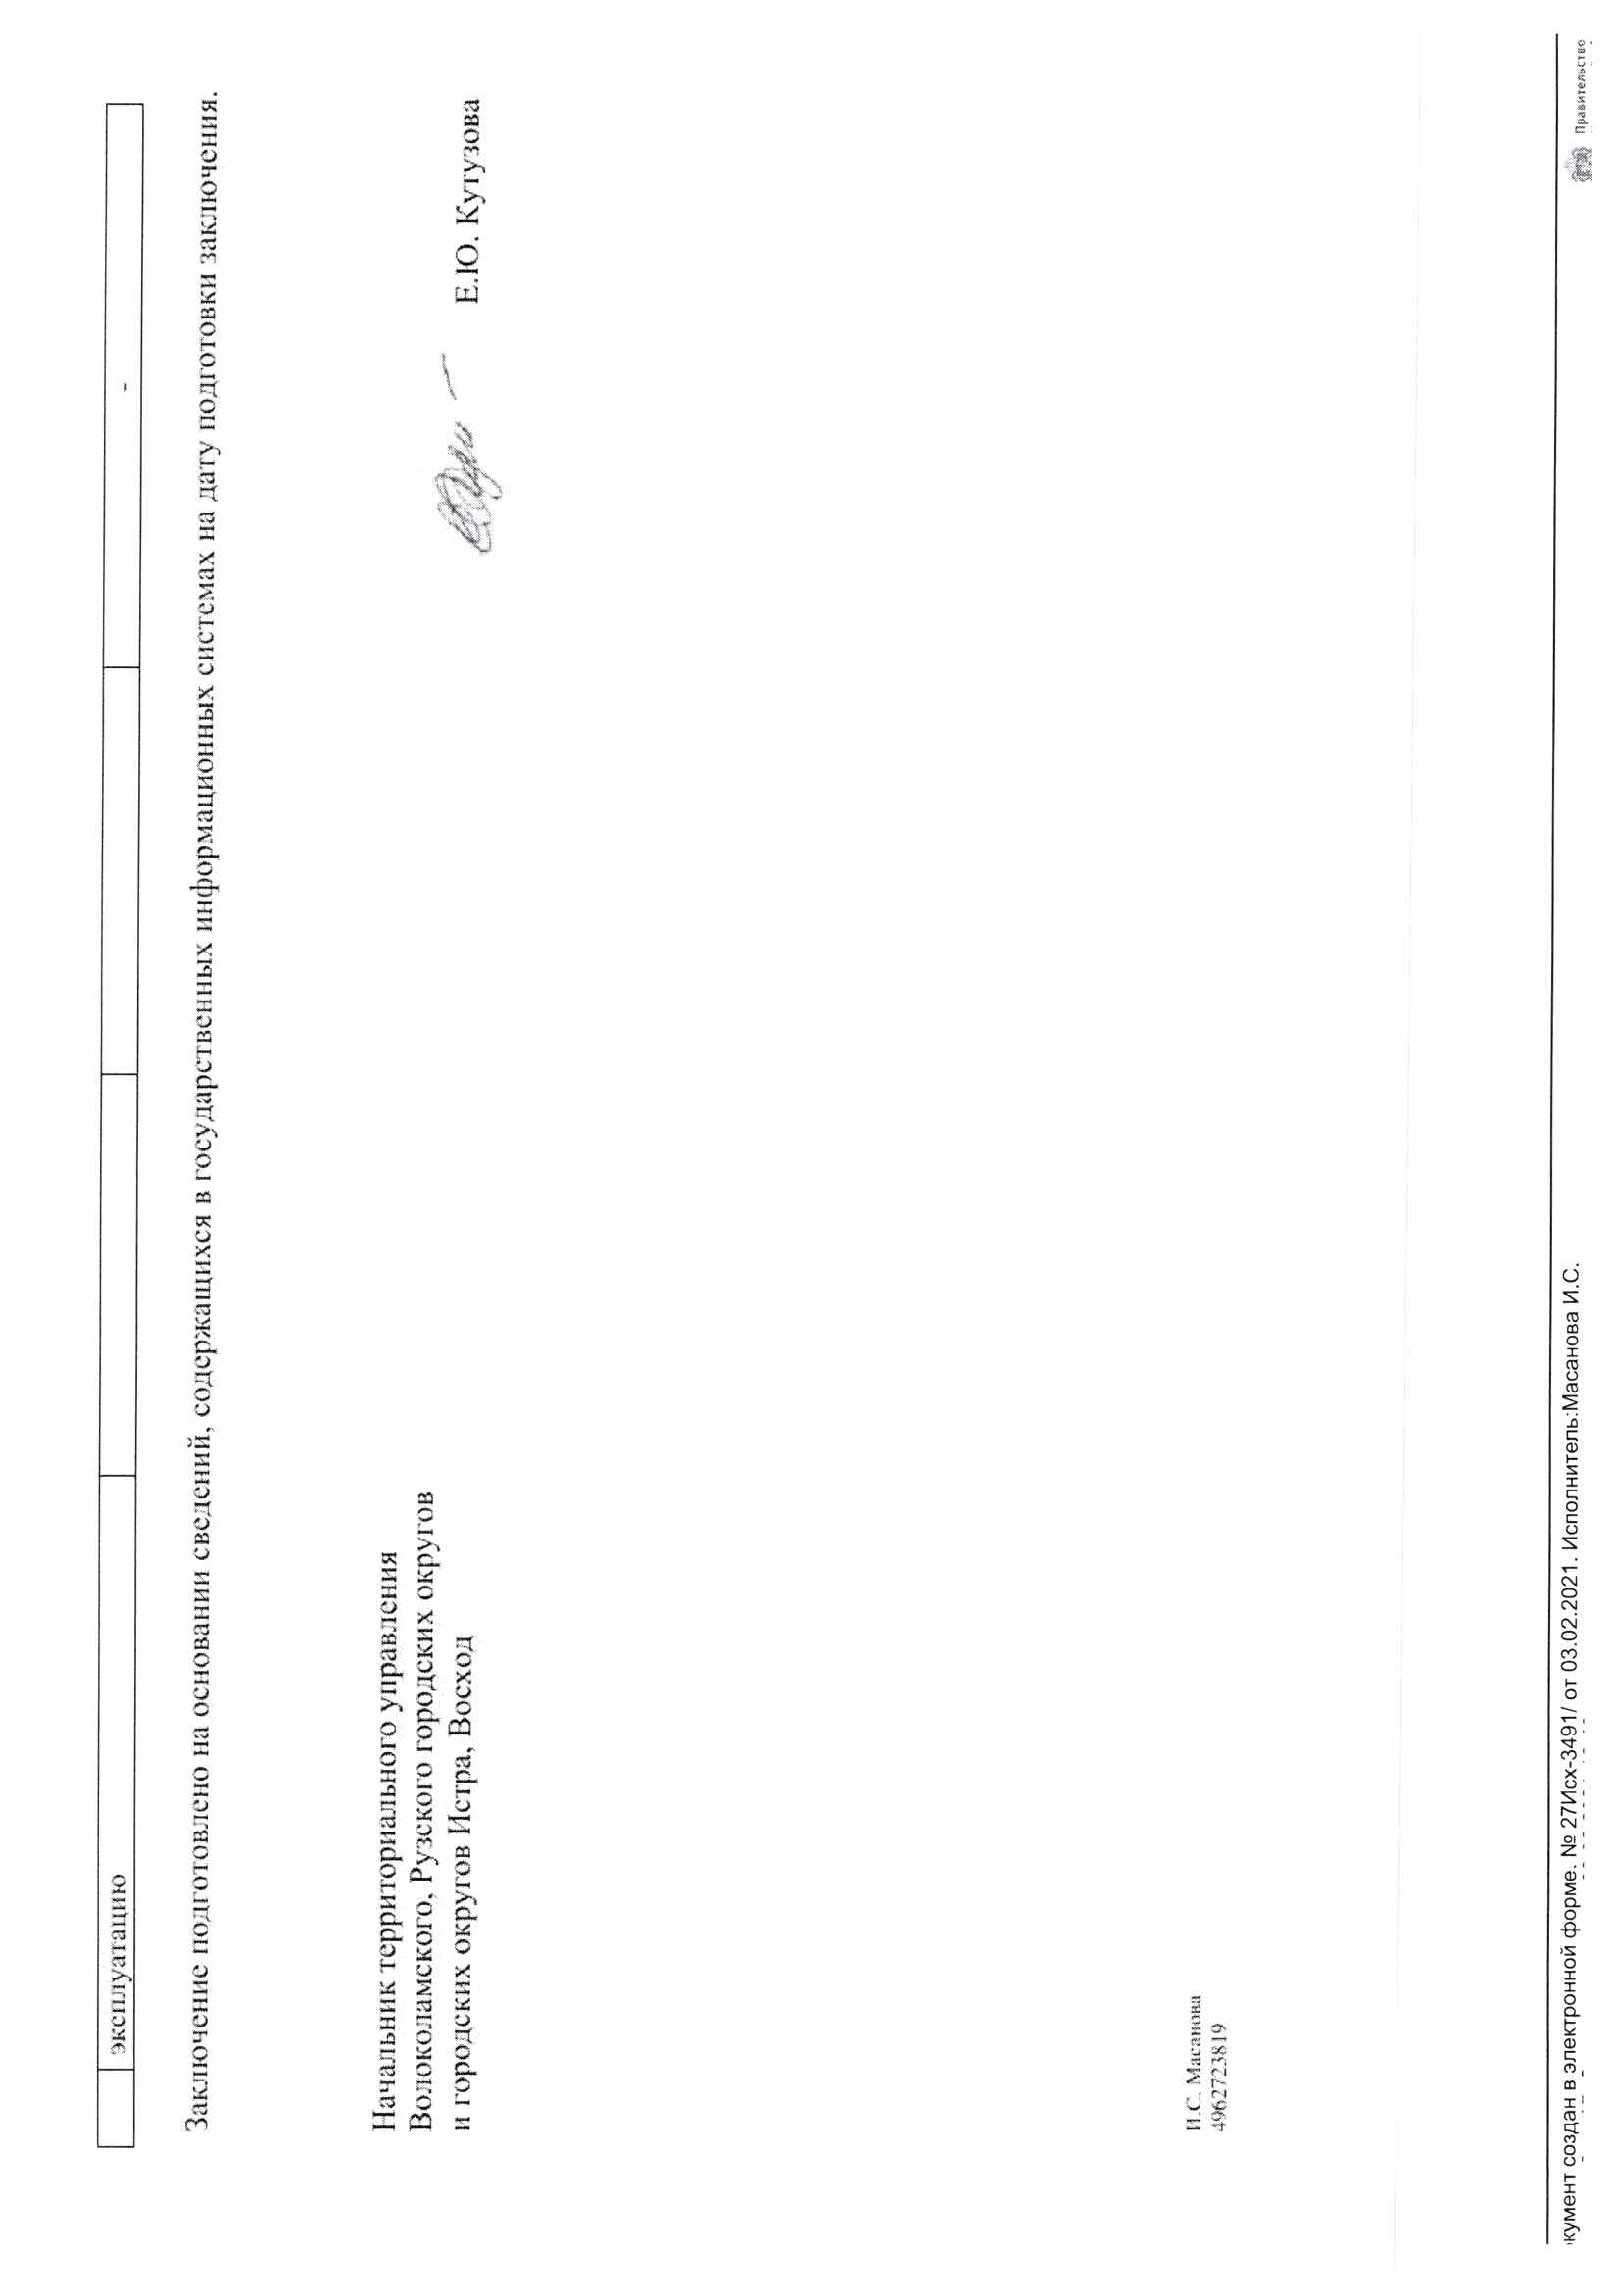 эксплуатацию -
Заключение подготовлено на основании сведений, содержащихся в государственных информационных системах на дату подготовки заключения.
Начальник территориального управления
Волоколамского, Рузского городских округов
и городских округов Истра, Восход Е.Ю. Кутузова
И.С. Масанова
4962723819
кумент создан в электронной форме. № 27Исх-3491/ от 03.02.2021. Исполнитель:Масанова И.С.
Правительство